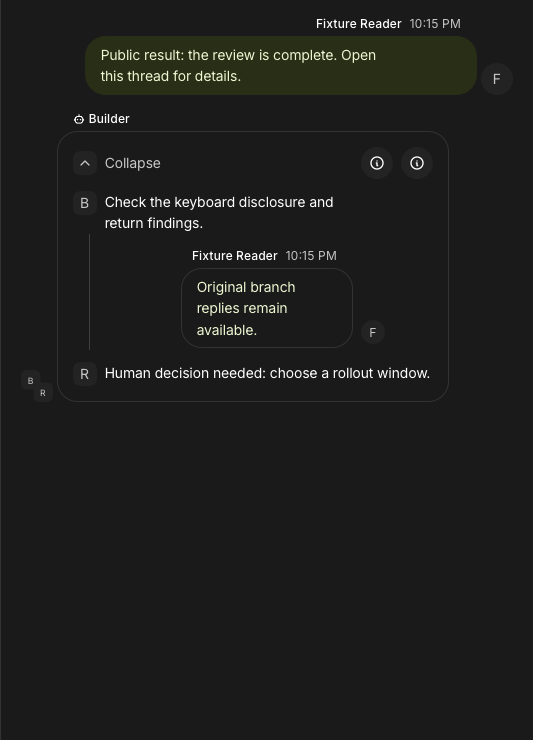 Fixture Reader 10:15 PM
Public result: the review is complete. Open
this thread for details.
F
Builder
Collapse
B
Check the keyboard disclosure and
return findings.
Fixture Reader 10:15 PM
Original branch
replies remain
available.
F
R
Human decision needed: choose a rollout window.
B
R